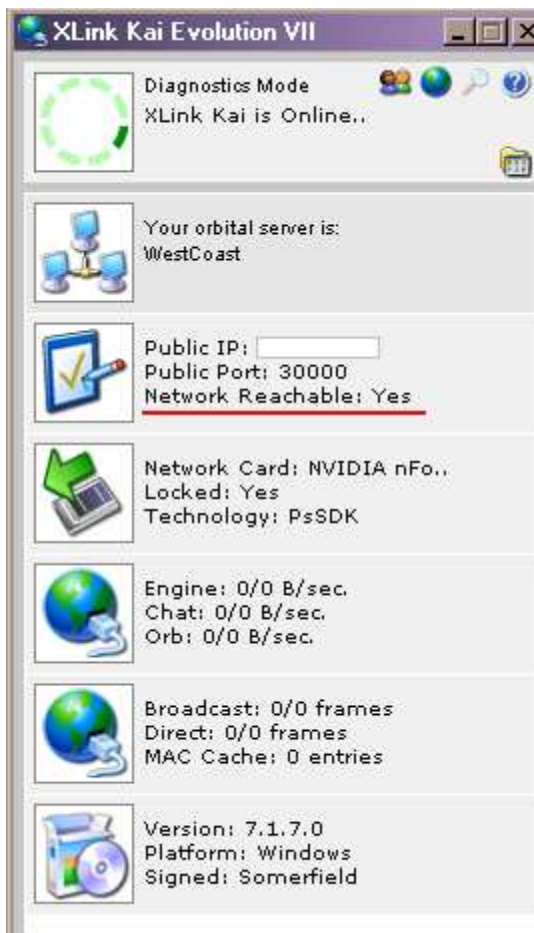 XLink Kai Evolution VII
Diagnostics Mode
XLink Kai is Online..
Your orbital server is:
WestCoast
Public IP:
Public Port: 30000
Network Reachable: Yes
Network Card: NVIDIA nFo..
Locked: Yes
Technology: PsSDK
Engine: 0/0 B/sec.
Chat: 0/0 B/sec.
Orb: 0/0 B/sec.
Broadcast: 0/0 frames
Direct: 0/0 frames
MAC Cache: 0 entries
Version: 7.1.7.0
Platform: Windows
Signed: Somerfield